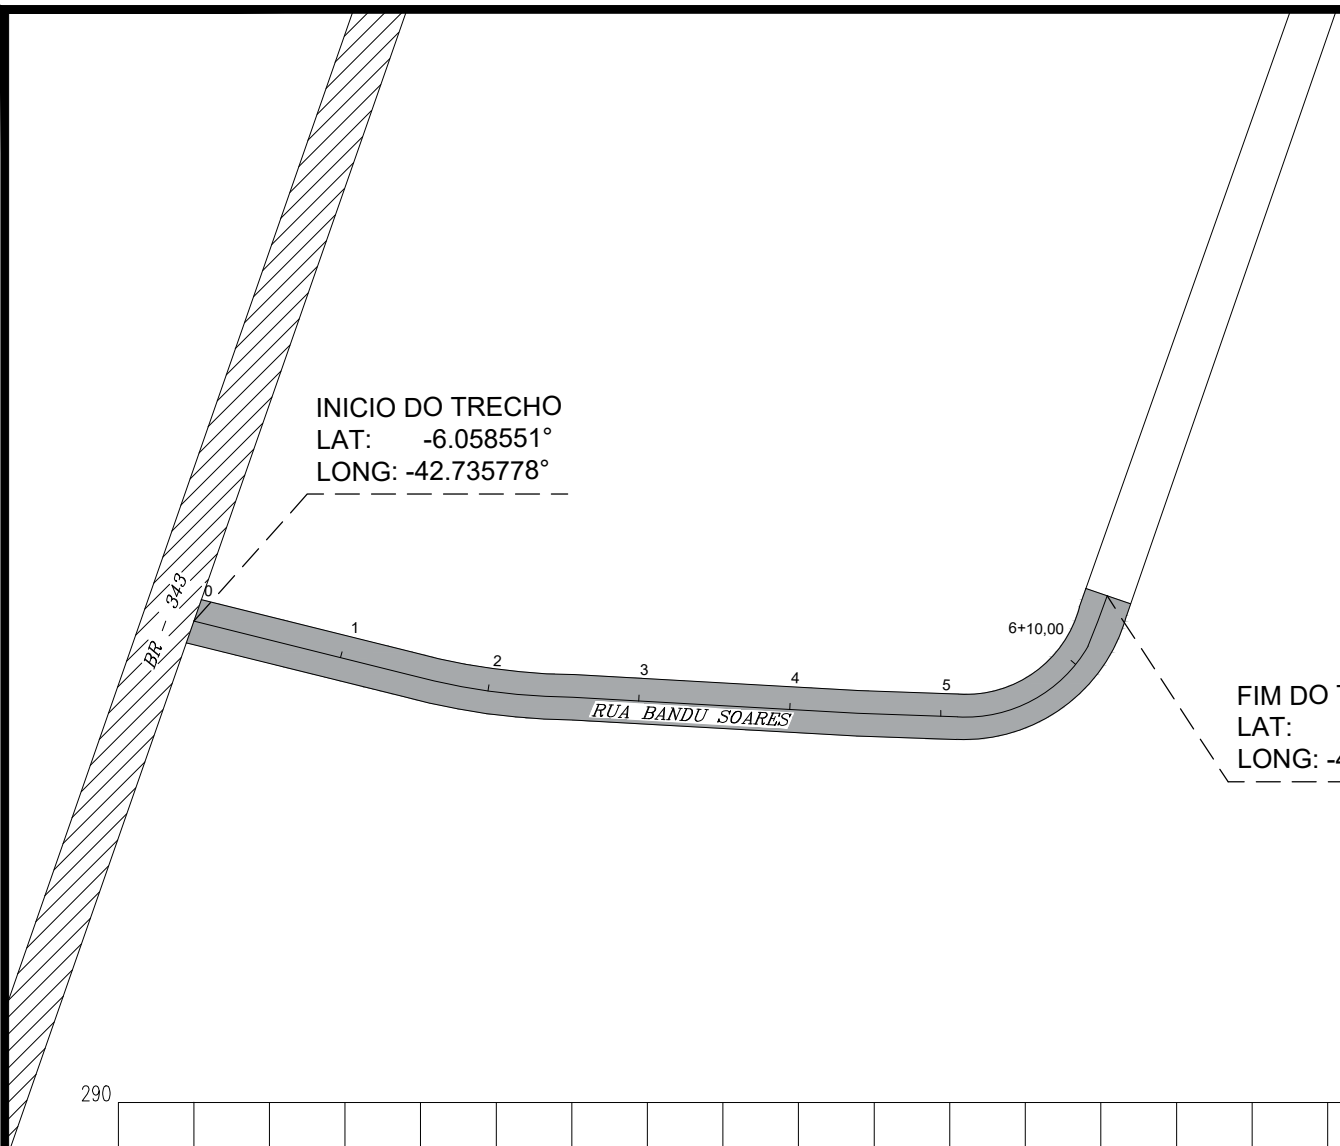 INICIO DO TRECHO
LAT: -6.058551°
LONG: -42.735778°
BR - 343
0
1
2
3
4
5
6+10,00
RUA BANDU SOARES
FIM DO
LAT:
LONG: -4
290